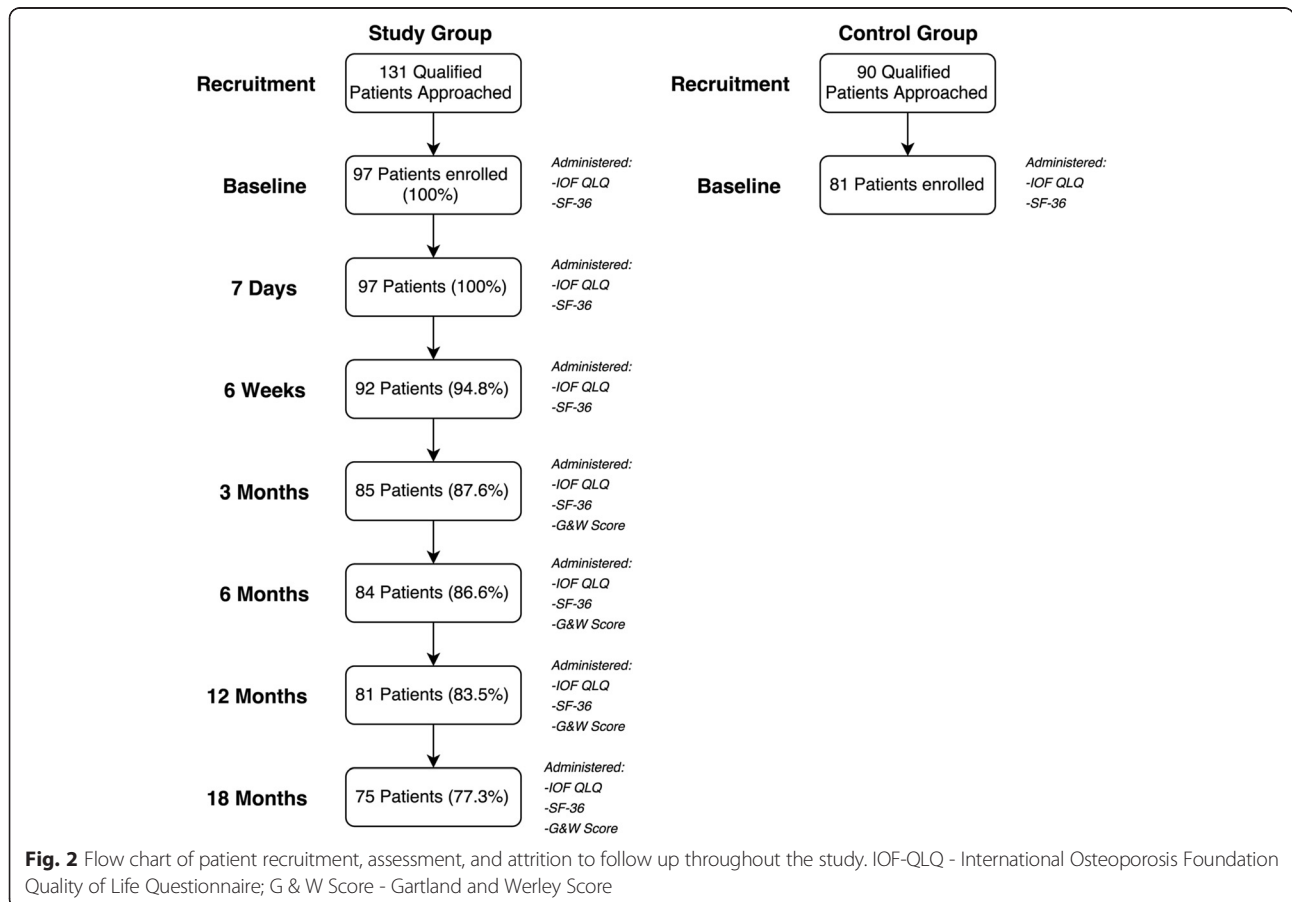 Study Group
Recruitment
131 Qualified
Patients Approached
Baseline
97 Patients enrolled
(100%)
Administered:
-IOF QLQ
-SF-36
7 Days
97 Patients (100%)
Administered:
-IOF QLQ
-SF-36
6 Weeks
92 Patients (94.8%)
Administered:
-IOF QLQ
-SF-36
3 Months
85 Patients (87.6%)
Administered:
-IOF QLQ
-SF-36
-G&W Score
6 Months
84 Patients (86.6%)
Administered:
-IOF QLQ
-SF-36
-G&W Score
12 Months
81 Patients (83.5%)
Administered:
-IOF QLQ
-SF-36
-G&W Score
18 Months
75 Patients (77.3%)
Administered:
-IOF QLQ
-SF-36
-G&W Score
Control Group
Recruitment
90 Qualified
Patients Approached
Baseline
81 Patients enrolled
Administered:
-IOF QLQ
-SF-36
Fig. 2 Flow chart of patient recruitment, assessment, and attrition to follow up throughout the study. IOF-QLQ - International Osteoporosis Foundation
Quality of Life Questionnaire; G & W Score - Gartland and Werley Score